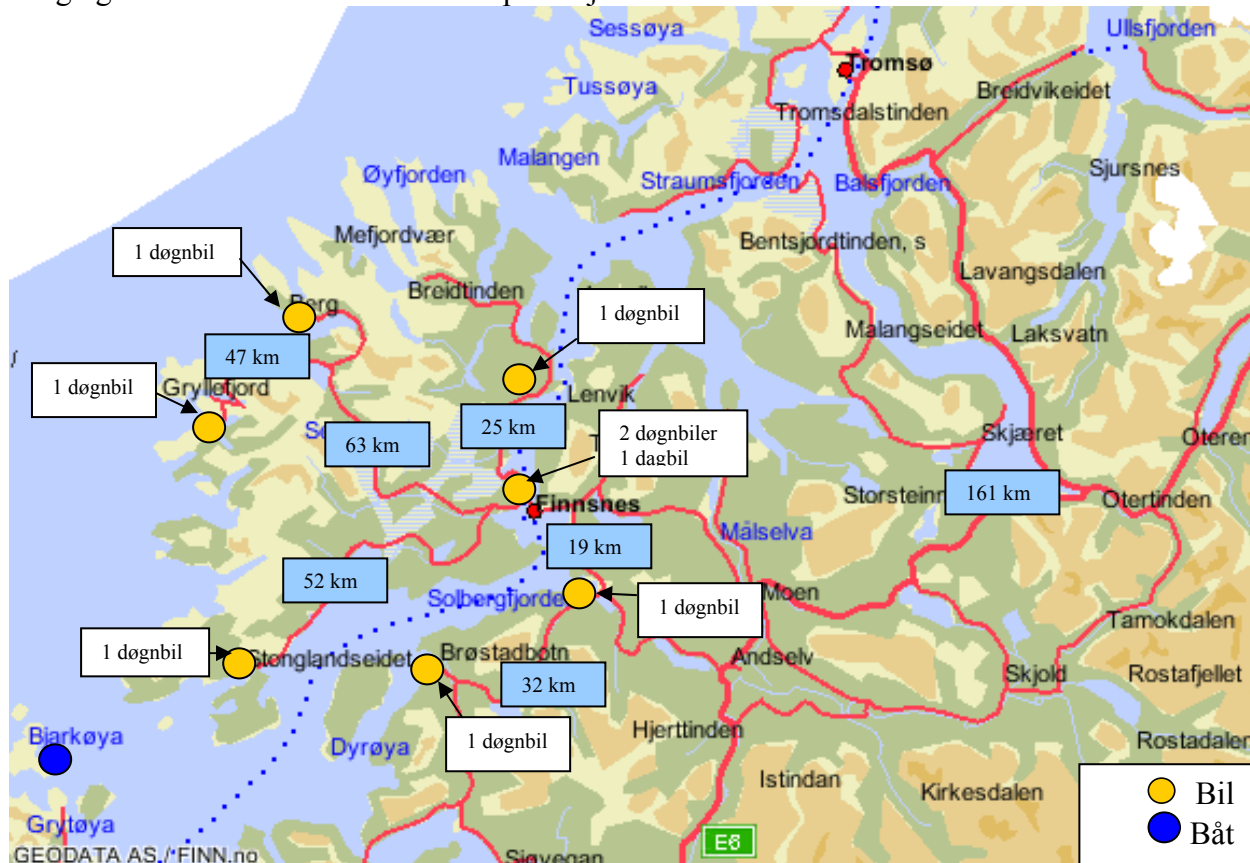 Sessøya
Ullsfjorden
Tromsø
Tussøya
Breidvikeidet
Tromsdalstinden
Malangen
Øyfjorden
Straumsfjorden
Balsfjorden
Sjursnes
Mefjordvær
Bentsjordtinden, s
1 døgnbil
Lavangsdalen
Breidtinden
Berg
1 døgnbil
Malangseidet
Laksvatn
47 km
1 døgnbil
Gryllefjord
Lenvik
25 km
Skjæret
63 km
2 døgnbiler
1 dagbil
Storsteinn
161 km
Otertinden
Finnsnes
Målselva
19 km
52 km
Solbergfjorde
1 døgnbil
Moen
Tamokdalen
1 døgnbil
Stonglandseidet
Brøstadbotn
Andselv
Skjold
Rostafjellet
32 km
Bjarkøya
Dyrøya
1 døgnbil
Hjerttinden
Rostadalen
Istindan
Kirkesdalen
Bil
Båt
Grytøya
E6
GEODATA AS / FINN.no
Sjøvegan